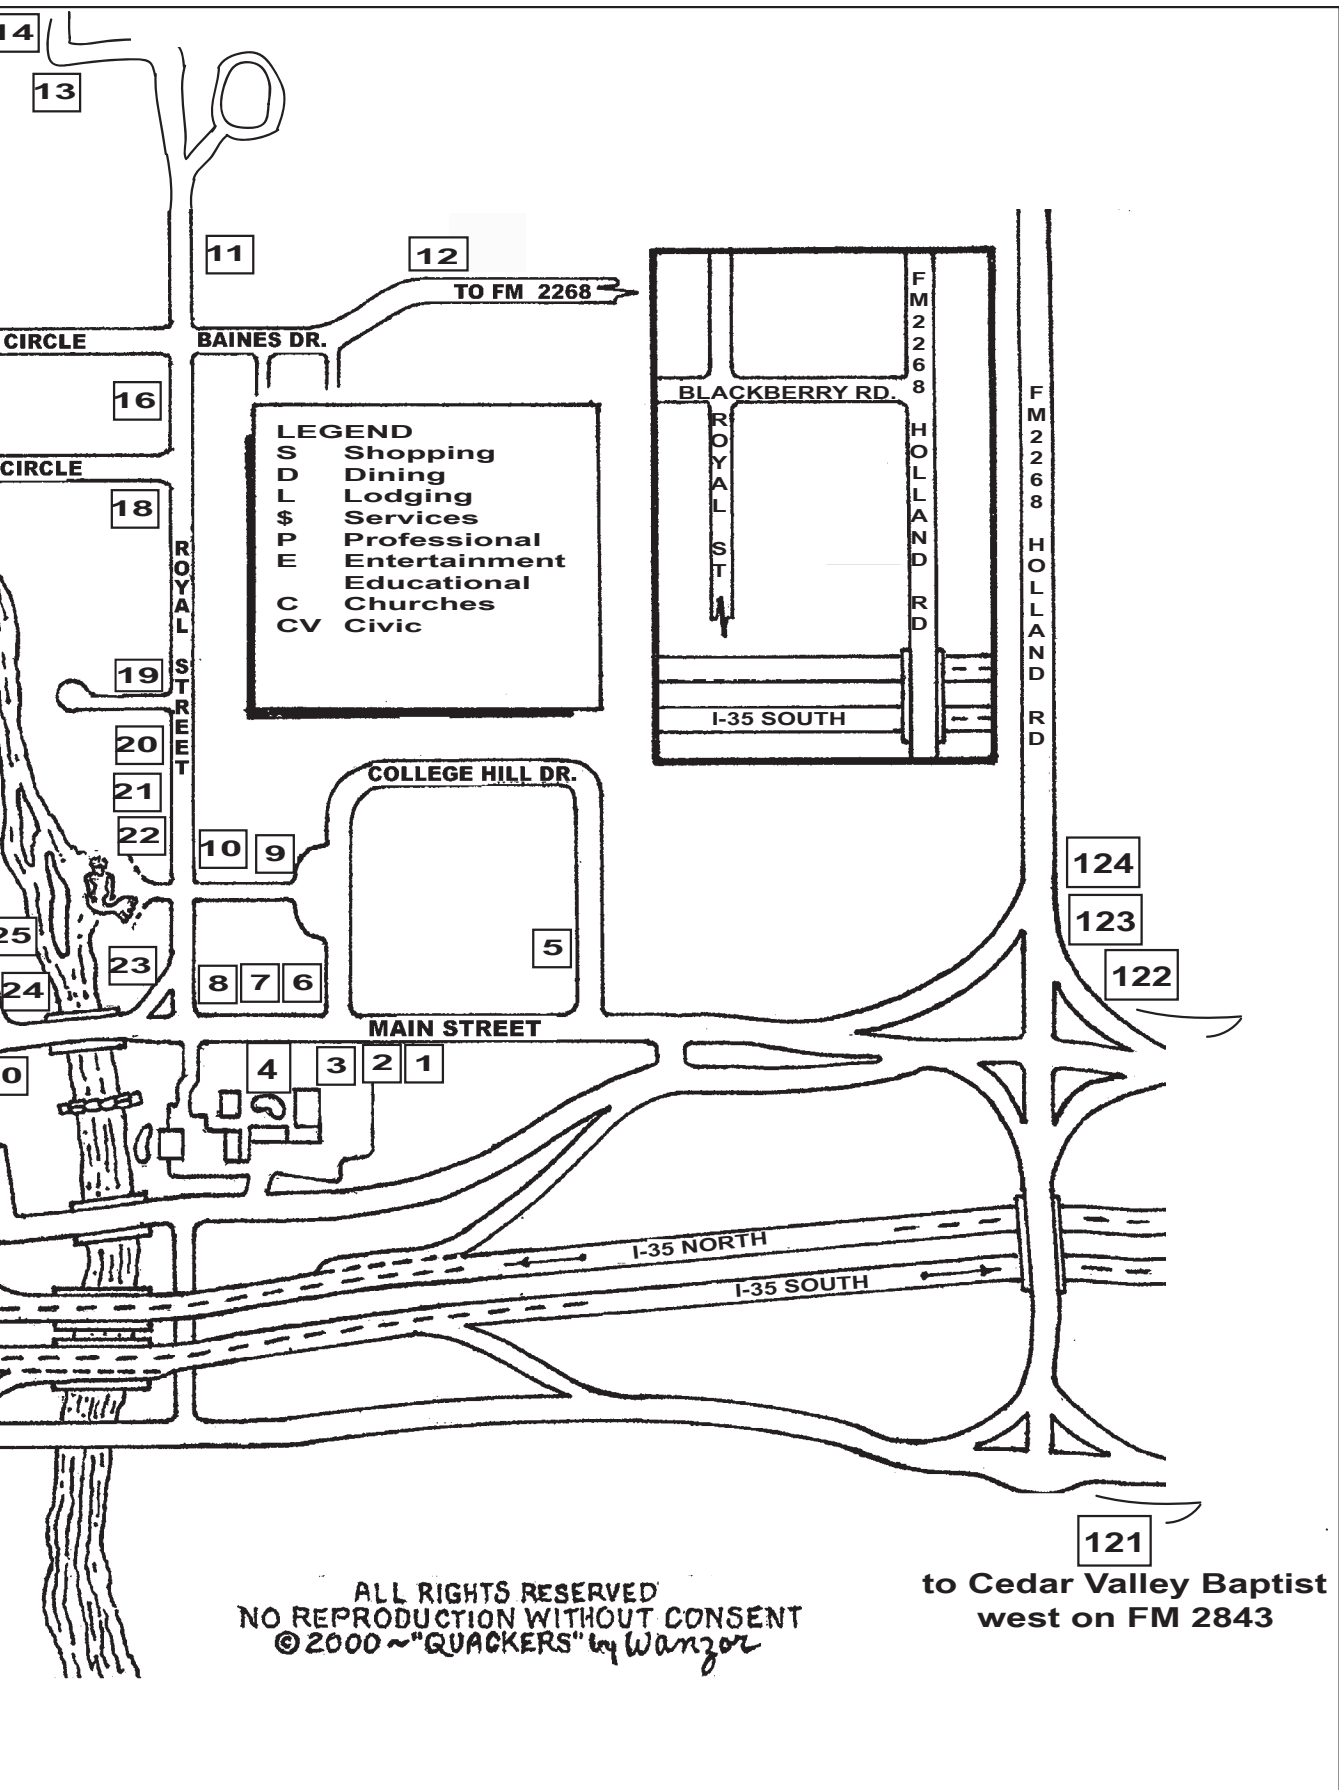 14
13
11
12
TO FM 2268
CIRCLE
BAINES DR.
16
CIRCLE
18
ROYAL STREET
19
20
21
22
10
9
25
24
23
8
7
6
5
LEGEND
S Shopping
D Dining
L Lodging
$ Services
P Professional
E Entertainment
Educational
C Churches
CV Civic
FM2268 HOLLAND RD
BLACKBERRY RD.
ROYAL ST
I-35 SOUTH
FM2268 HOLLAND RD
COLLEGE HILL DR.
124
123
122
MAIN STREET
0
4
3
2
1
I-35 NORTH
I-35 SOUTH
121
to Cedar Valley Baptist
west on FM 2843
ALL RIGHTS RESERVED
NO REPRODUCTION WITHOUT CONSENT
©2000 ~"QUACKERS" by Wanzor